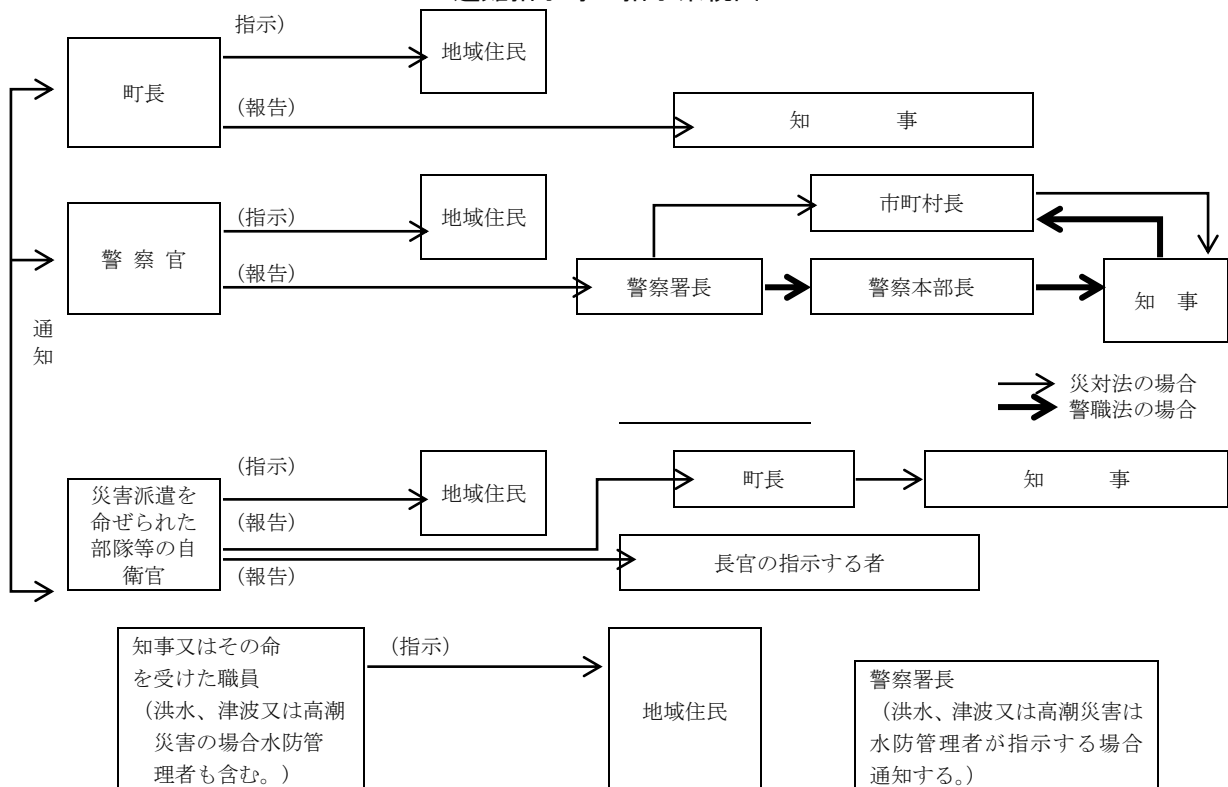 指示)
地域住民
町長
(報告)
知　　事
(指示)
地域住民
市町村長
警察官
(報告)
警察署長
警察本部長
知　事
通知
災対法の場合
警職法の場合
(指示)
地域住民
町長
知　　事
災害派遣を
命ぜられた
部隊等の自
衛官
(報告)
長官の指示する者
(報告)
知事又はその命
を受けた職員
(洪水、津波又は高潮
災害の場合水防管
理者も含む。)
(指示)
地域住民
警察署長
(洪水、津波又は高潮災害は
水防管理者が指示する場合
通知する。)